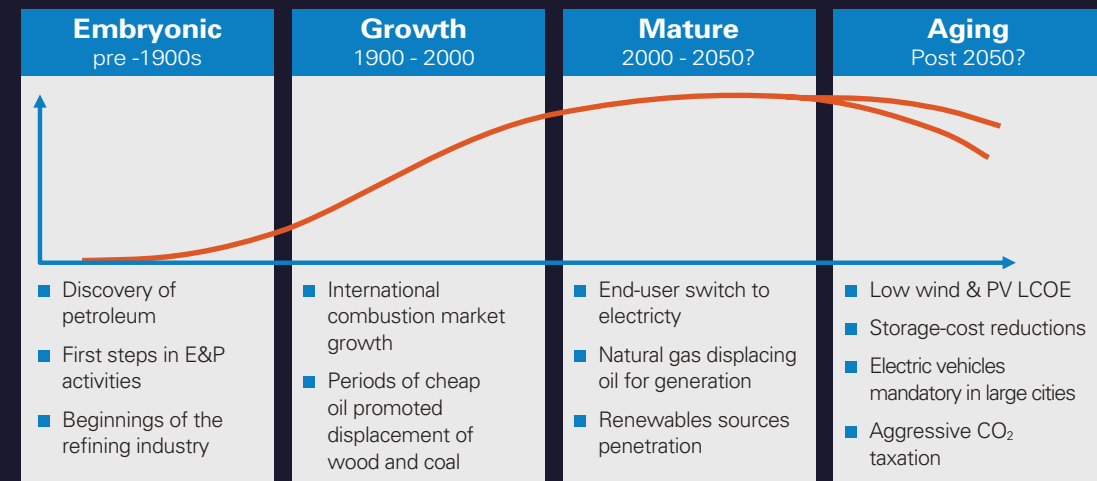 Embryonic
pre -1900s
Discovery of
petroleum
First steps in E&P
activities
Beginnings of the
refining industry
Growth
1900 - 2000
International
combustion market
growth
Periods of cheap
oil promoted
displacement of
wood and coal
Mature
2000 - 2050?
End-user switch to
electricty
Natural gas displacing
oil for generation
Renewables sources
penetration
Aging
Post 2050?
Low wind & PV LCOE
Storage-cost reductions
Electric vehicles
mandatory in large cities
Aggressive CO₂
taxation